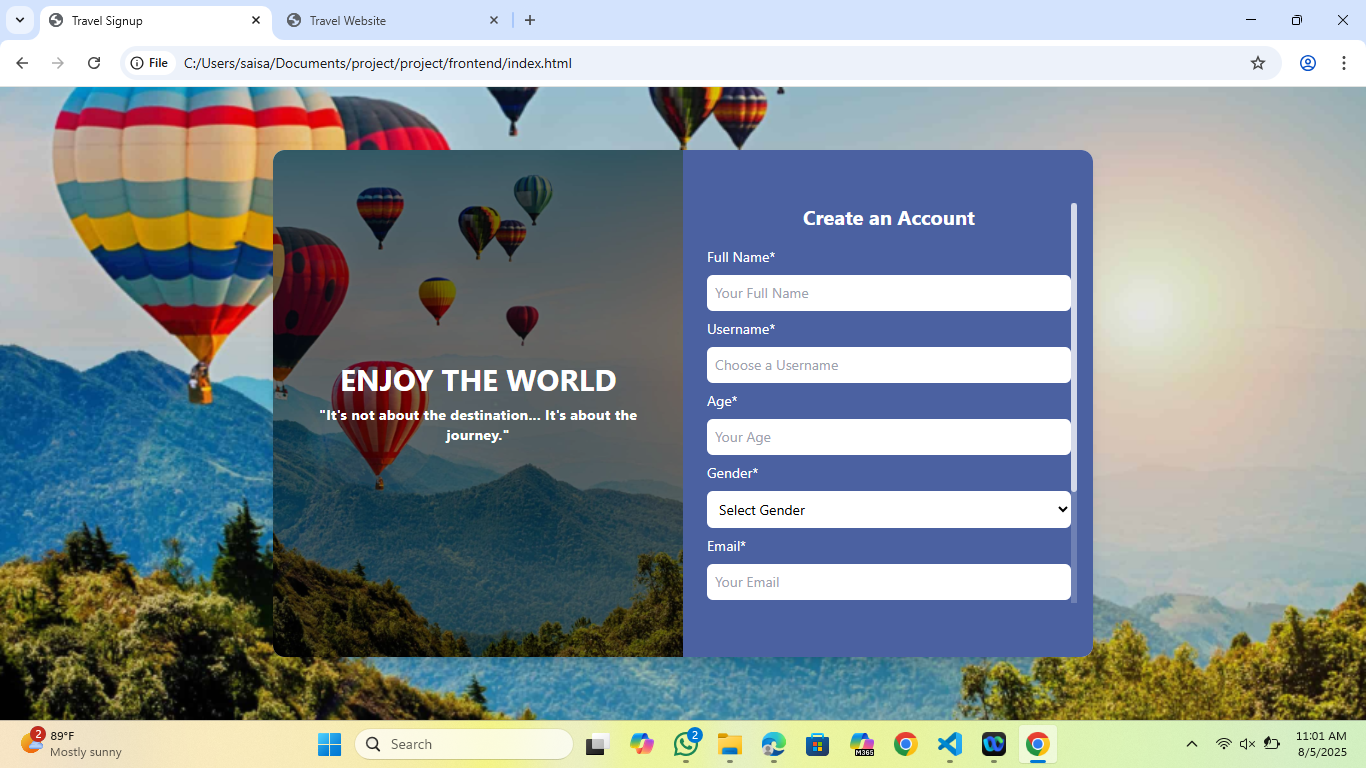 Travel Signup
Travel Website
File
C:/Users/saisa/Documents/project/project/frontend/index.html
ENJOY THE WORLD
"It's not about the destination... It's about the
journey."
Create an Account
Full Name*
Your Full Name
Username*
Choose a Username
Age*
Your Age
Gender*
Select Gender
Email*
Your Email
2
89°F
Mostly sunny
Search
2
M365
11:01 AM
8/5/2025